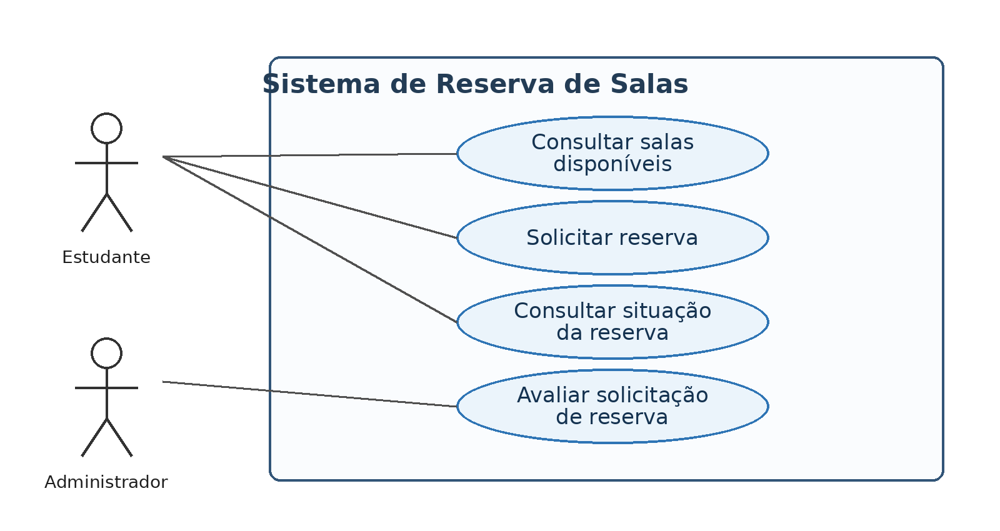 Sistema de Reserva de Salas
Consultar salas
disponíveis
Solicitar reserva
Estudante
Consultar situação
da reserva
Avaliar solicitação
de reserva
Administrador